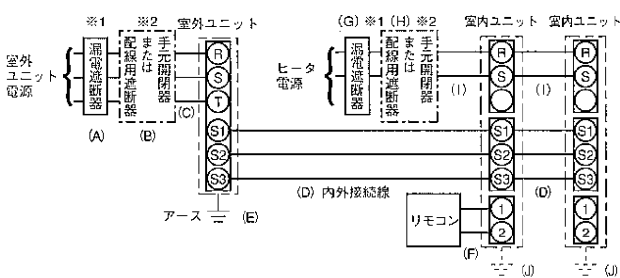 ※1 ※2 室外ユニット
室外
ユニット
電源
漏電遮断器
手元開閉器
または
配線用遮断器
R
S
T
S1
S2
S3
(A) (B) (C)
アース (E)
(G) ※1 (H) ※2 室内ユニット 室内ユニット
ヒータ
電源
漏電遮断器
手元開閉器
または
配線用遮断器
(I) (I)
R
S
S1
S2
S3
1
2
R
S
S1
S2
S3
1
2
(D) 内外接続線 (D)
リモコン
(F)
(J) (J)